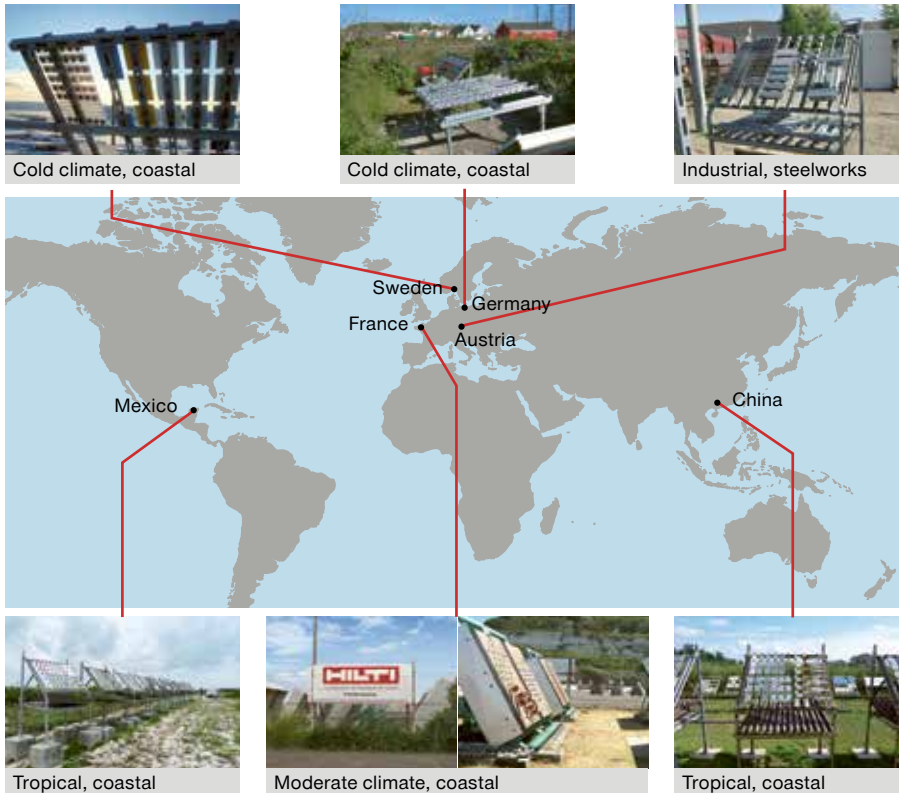 Cold climate, coastal
Cold climate, coastal
Industrial, steelworks
Sweden
Germany
France
Austria
Mexico
China
HILTI
Tropical, coastal
Moderate climate, coastal
Tropical, coastal